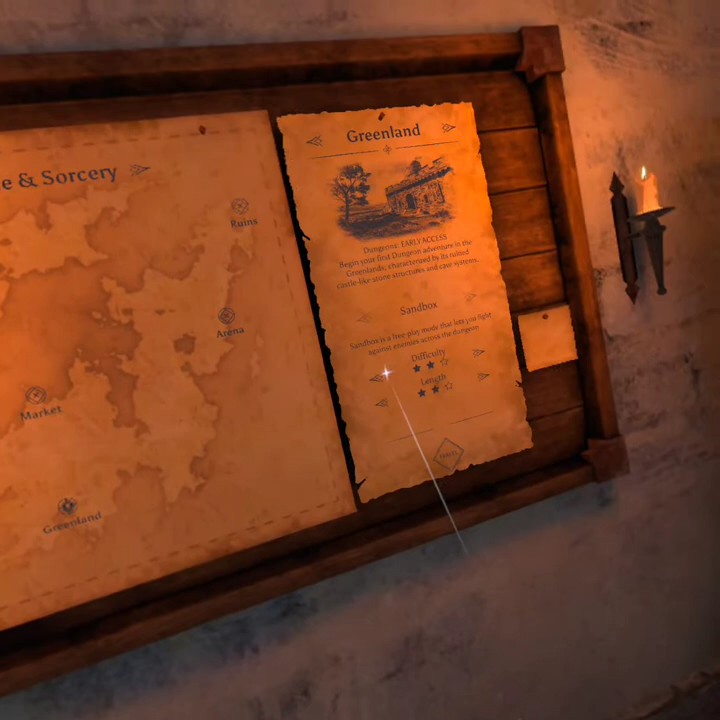 e & Sorcery
Ruins
Arena
Market
Greenland
Greenland
Dungeons: EARLY ACCESS
Begin your first Dungeon adventure in the
Greenlands, characterized by its ruined
castle-like stone structures and cave systems.
Sandbox
Sandbox is a free-play mode that lets you fight
against enemies across the dungeon
Difficulty
Length